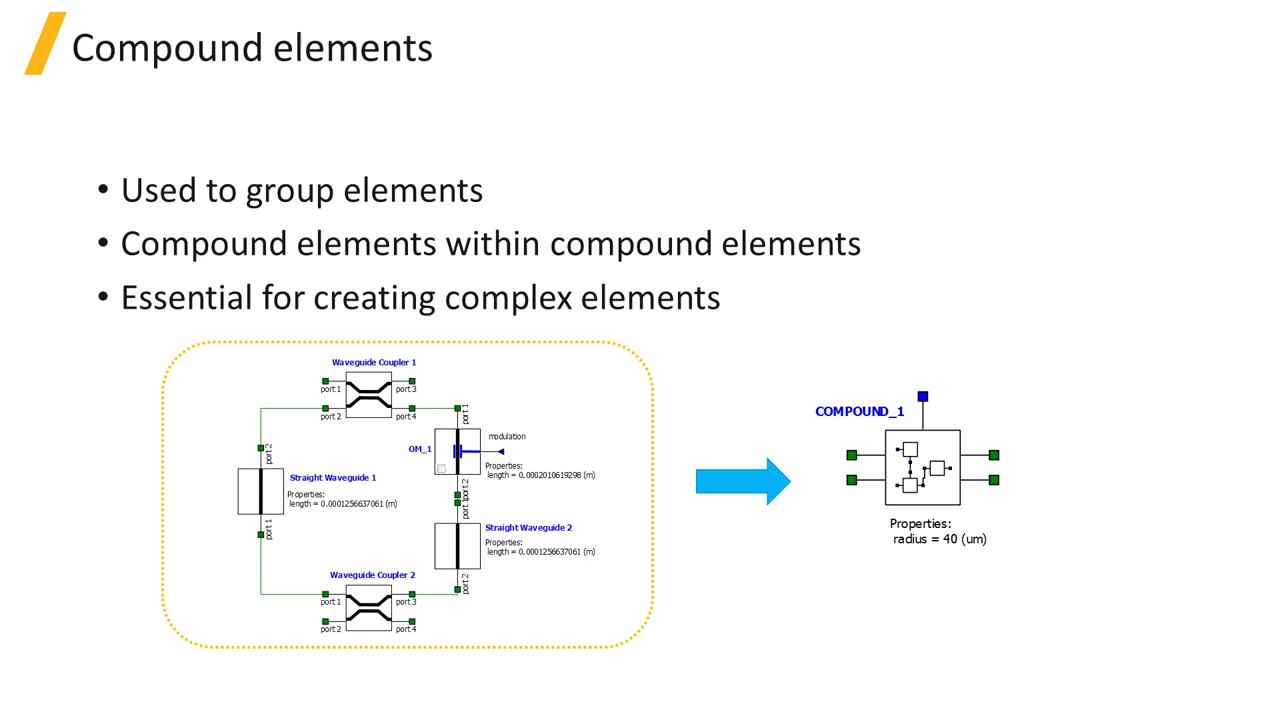 Compound elements
• Used to group elements
• Compound elements within compound elements
• Essential for creating complex elements
Waveguide Coupler 1
port 1
port 3
port 2
port 4
port 1
OM_1
modulation
Properties:
length = 0.0002010619298 (m)
port 2
port 2
Straight Waveguide 1
Properties:
length = 0.0001256637061 (m)
port 1
port 1
Straight Waveguide 2
Properties:
length = 0.0001256637061 (m)
port 2
Waveguide Coupler 2
port 1
port 3
port 2
port 4
COMPOUND_1
Properties:
radius = 40 (um)